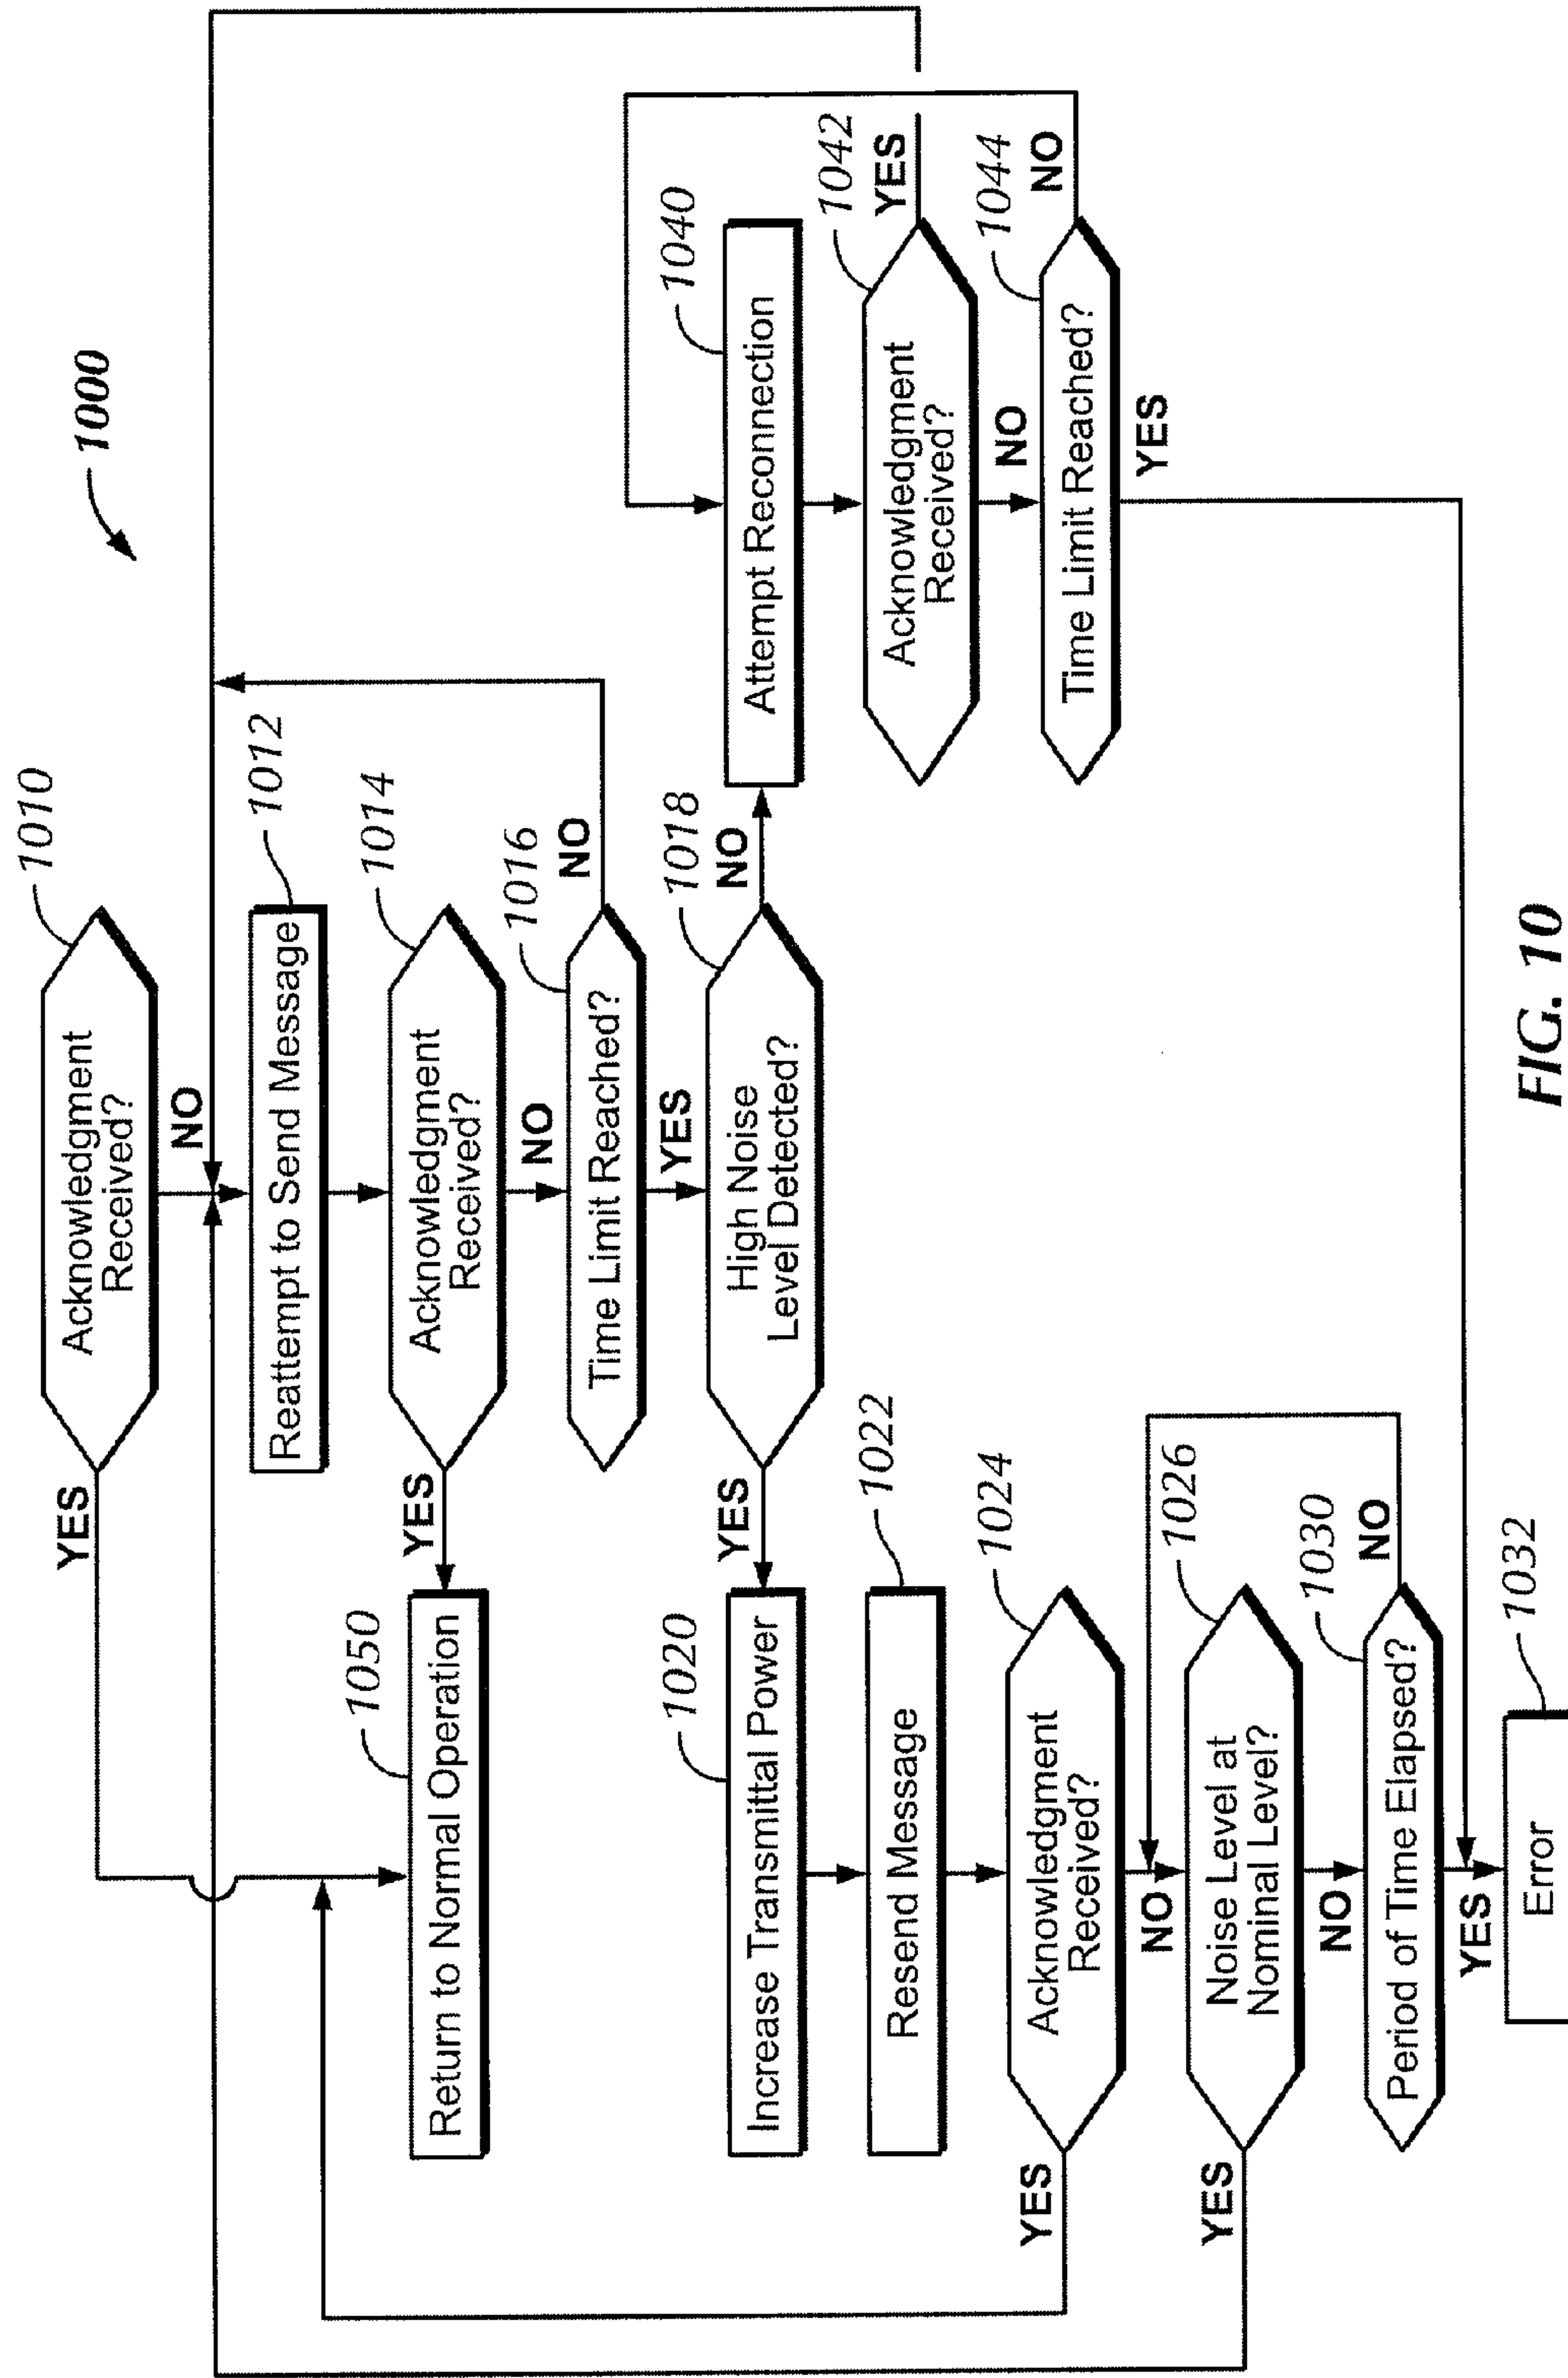 1000
1010
Acknowledgment
Received?
YES
NO
1012
Reattempt to Send Message
1014
Acknowledgment
Received?
YES
NO
1050
Return to Normal Operation
1016
Time Limit Reached?
NO
YES
1018
High Noise
Level Detected?
YES
NO
1020
Increase Transmittal Power
1022
Resend Message
1024
Acknowledgment
Received?
YES
NO
1026
Noise Level at
Nominal Level?
YES
NO
1030
Period of Time Elapsed?
NO
YES
1032
Error
1040
Attempt Reconnection
1042
Acknowledgment
Received?
YES
NO
1044
Time Limit Reached?
NO
YES
FIG. 10